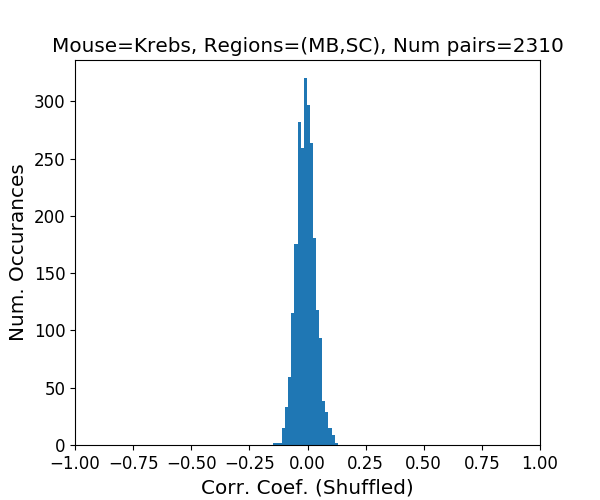 Mouse=Krebs, Regions=(MB,SC), Num pairs=2310
300
250
200
150
100
50
0
Num. Occurances
−1.00 −0.75 −0.50 −0.25 0.00 0.25 0.50 0.75 1.00
Corr. Coef. (Shuffled)